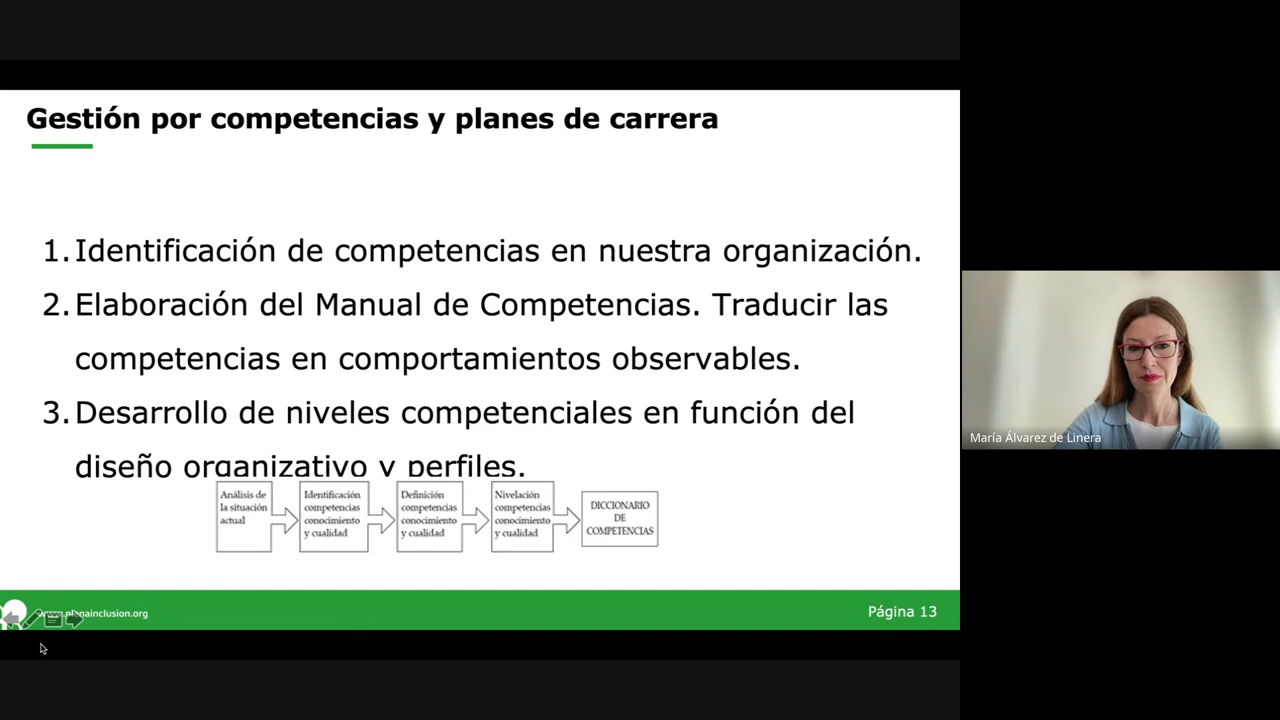 Gestión por competencias y planes de carrera
1. Identificación de competencias en nuestra organización.
2. Elaboración del Manual de Competencias. Traducir las
competencias en comportamientos observables.
3. Desarrollo de niveles competenciales en función del
diseño organizativo y perfiles.
Análisis de
la situación
actual
Identificación
competencias
conocimiento
y cualidad
Definición
competencias
conocimiento
y cualidad
Nivelación
competencias
conocimiento
y cualidad
DICCIONARIO
DE
COMPETENCIAS
www.plenainclusion.org
Página 13
María Álvarez de Linera